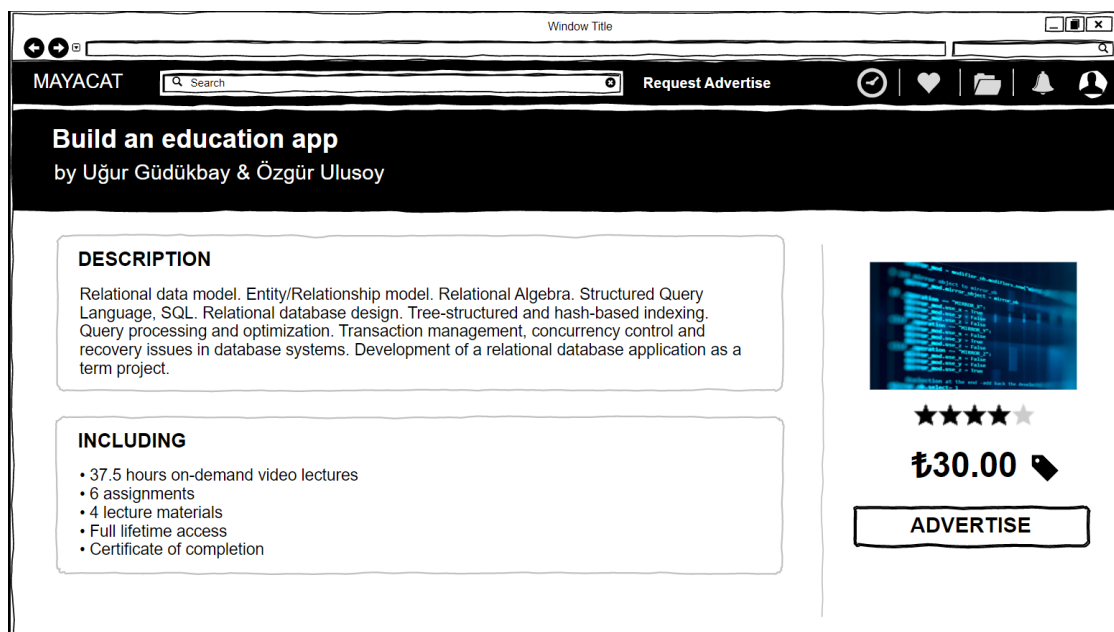 Window Title
MAYACAT
Search
Request Advertise
Build an education app
by Uğur Güdükbay & Özgür Ulusoy
DESCRIPTION
Relational data model. Entity/Relationship model. Relational Algebra. Structured Query
Language, SQL. Relational database design. Tree-structured and hash-based indexing.
Query processing and optimization. Transaction management, concurrency control and
recovery issues in database systems. Development of a relational database application as a
term project.
INCLUDING
• 37.5 hours on-demand video lectures
• 6 assignments
• 4 lecture materials
• Full lifetime access
• Certificate of completion
₺30.00
ADVERTISE